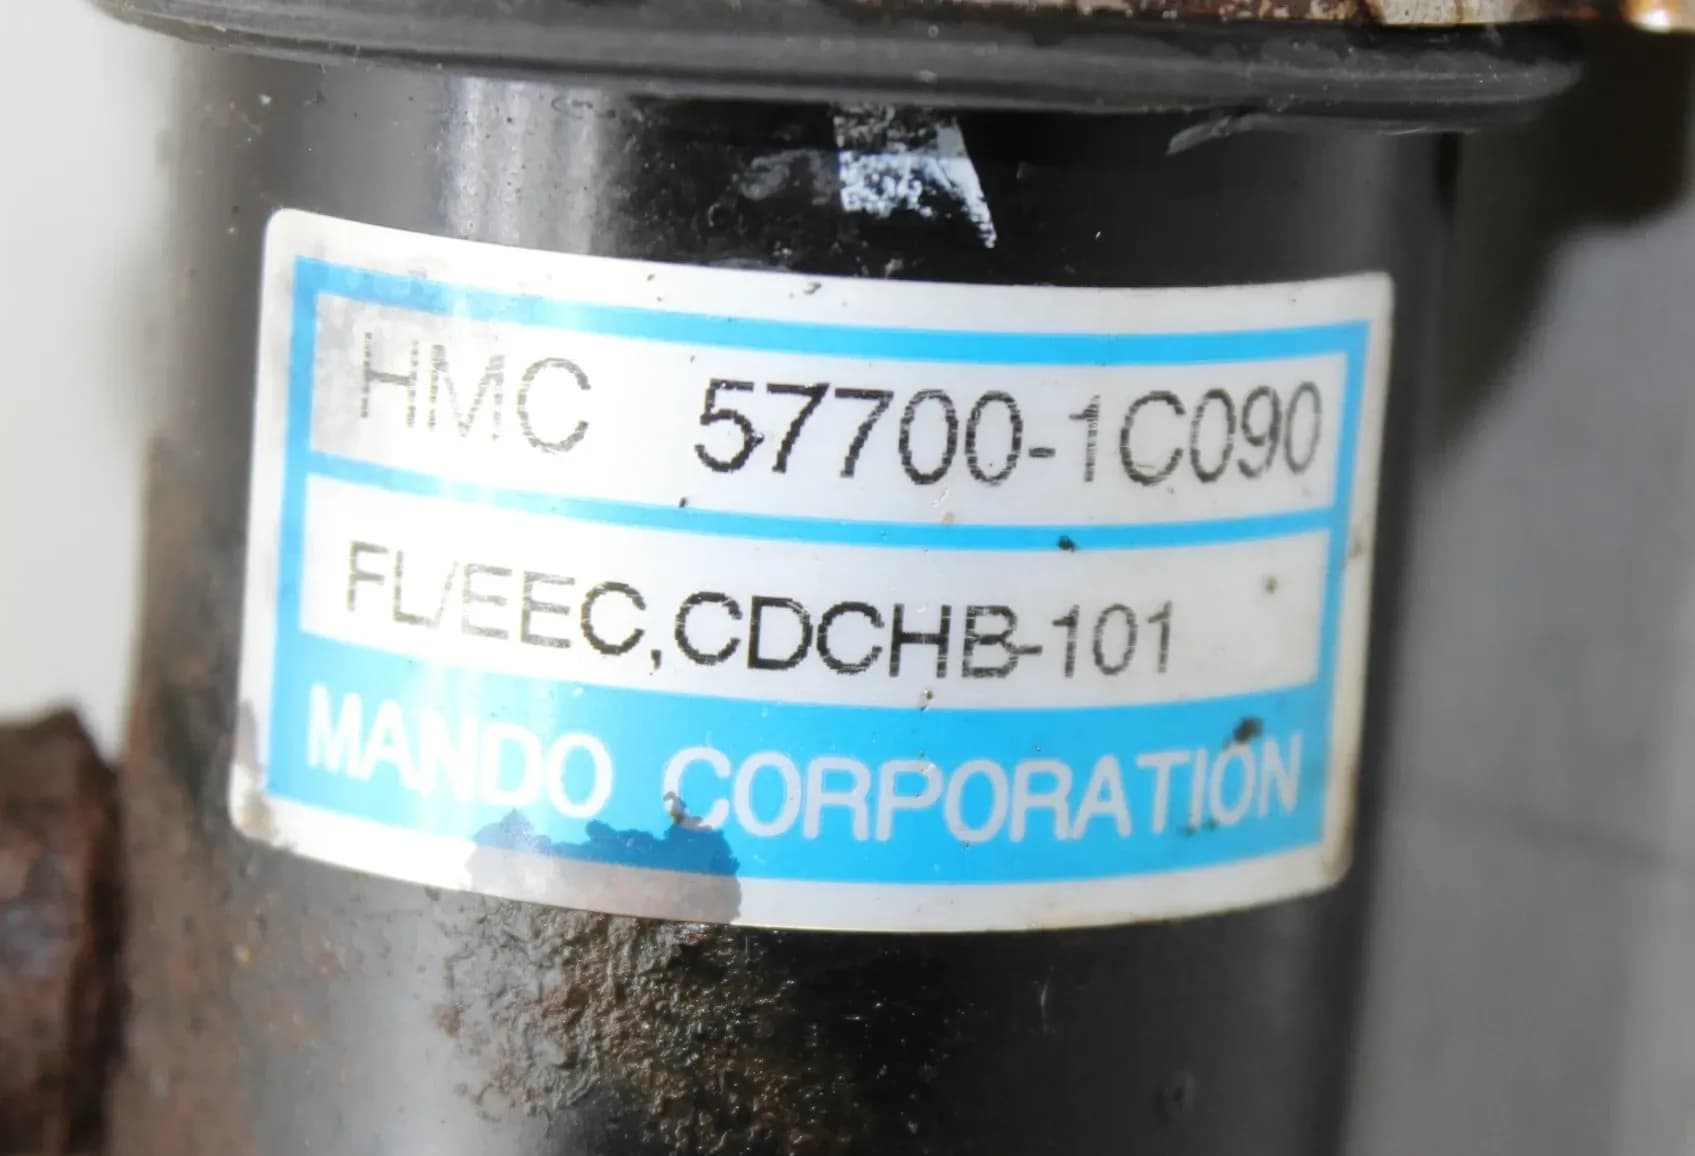 HMC 57700-1C090
FL/EEC,CDCHB-101
MANDO CORPORATION